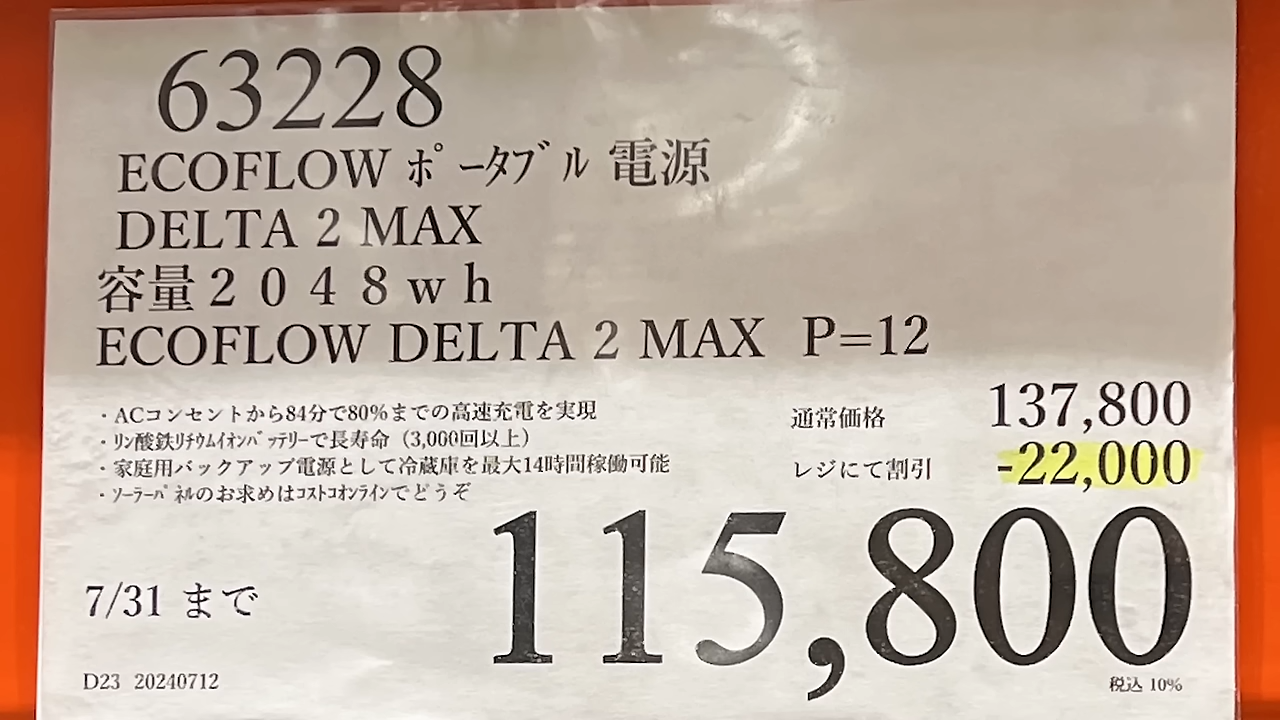 63228
ECOFLOW ﾎﾟｰﾀﾌﾞﾙ 電源
DELTA 2 MAX
容量２０４８ｗｈ
ECOFLOW DELTA 2 MAX P=12
・ACコンセントから84分で80%までの高速充電を実現
・ﾘﾝ酸鉄ﾘﾁｳﾑｲｵﾝﾊﾞｯﾃﾘｰで長寿命（3,000回以上）
・家庭用バックアップ電源として冷蔵庫を最大14時間稼働可能
・ｿｰﾗｰﾊﾟﾈﾙのお求めはｺｽﾄｺｵﾝﾗｲﾝでどうぞ
通常価格 137,800
レジにて割引 -22,000
115,800
7/31 まで
D23 20240712
税込 10%